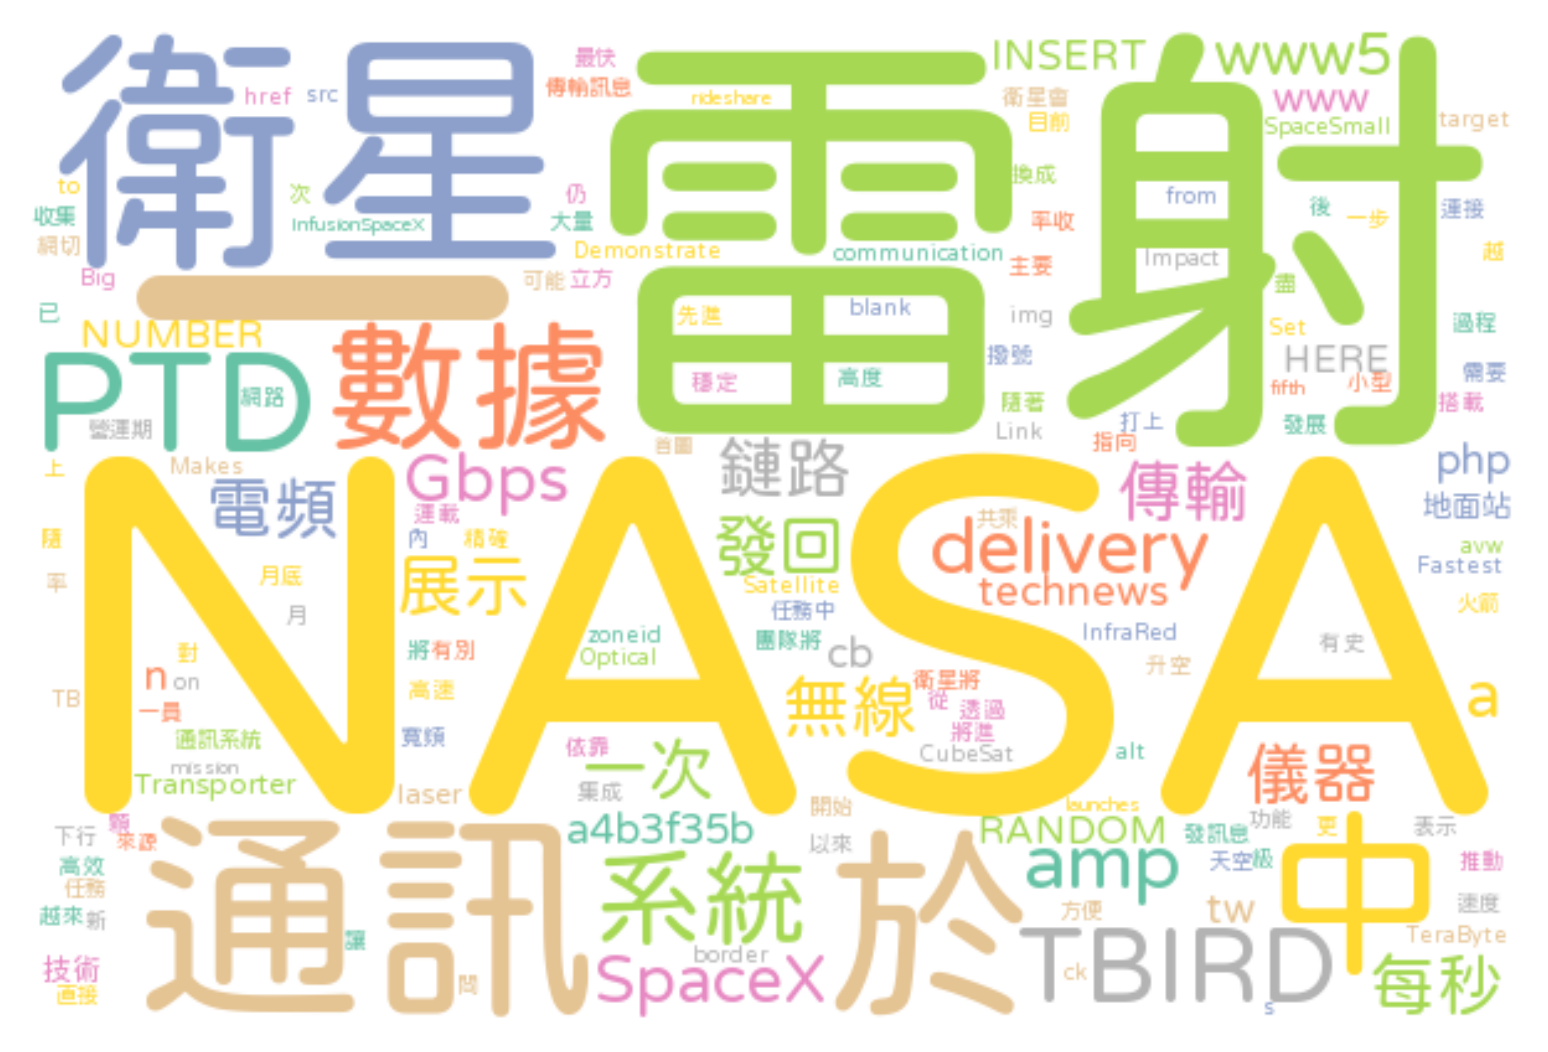 衛星
雷射
最快
INSERT
www5
href
src
傳輸訊息
rideshare
衛星會
www
目前
SpaceSmall
target
to
次
仍
換成
from
後
收集
InfusionSpaceX
大量
率收
一步
連接
網切
Demonstrate
communication
越
Big
一
可能
立方
主要
Impact
盡
已
NUMBER
先進
blank
img
Set
過程
PTD
數據
撥號
HERE
網路
穩定
高度
fifth
小型
需要
營運期
隨著
打上
發展
搭載
首圖
Link
指向
上
Makes
Gbps
鏈路
傳輸
php
電頻
運載
地面站
NASA
隨
內
精確
發回
共乘
delivery
avw
率
月底
展示
Satellite
technews
Fastest
月
任務中
火箭
對
將
有別
zoneid
團隊將
InfraRed
有史
n
on
Optical
cb
升空
TB
一員
高速
無線
衛星將
a
從
透過
通訊系統
寬頻
依靠
將進
mission
一次
CubeSat
alt
儀器
Transporter
laser
集成
開始
launches
下行
類
來源
a4b3f35b
以來
RANDOM
功能
更
表示
發訊息
高效
通訊
系統
於
amp
天空
級
中
推動
任務
越來
新
方便
tw
速度
讓
TBIRD
TeraByte
技術
border
直接
問
SpaceX
ck
每秒
s